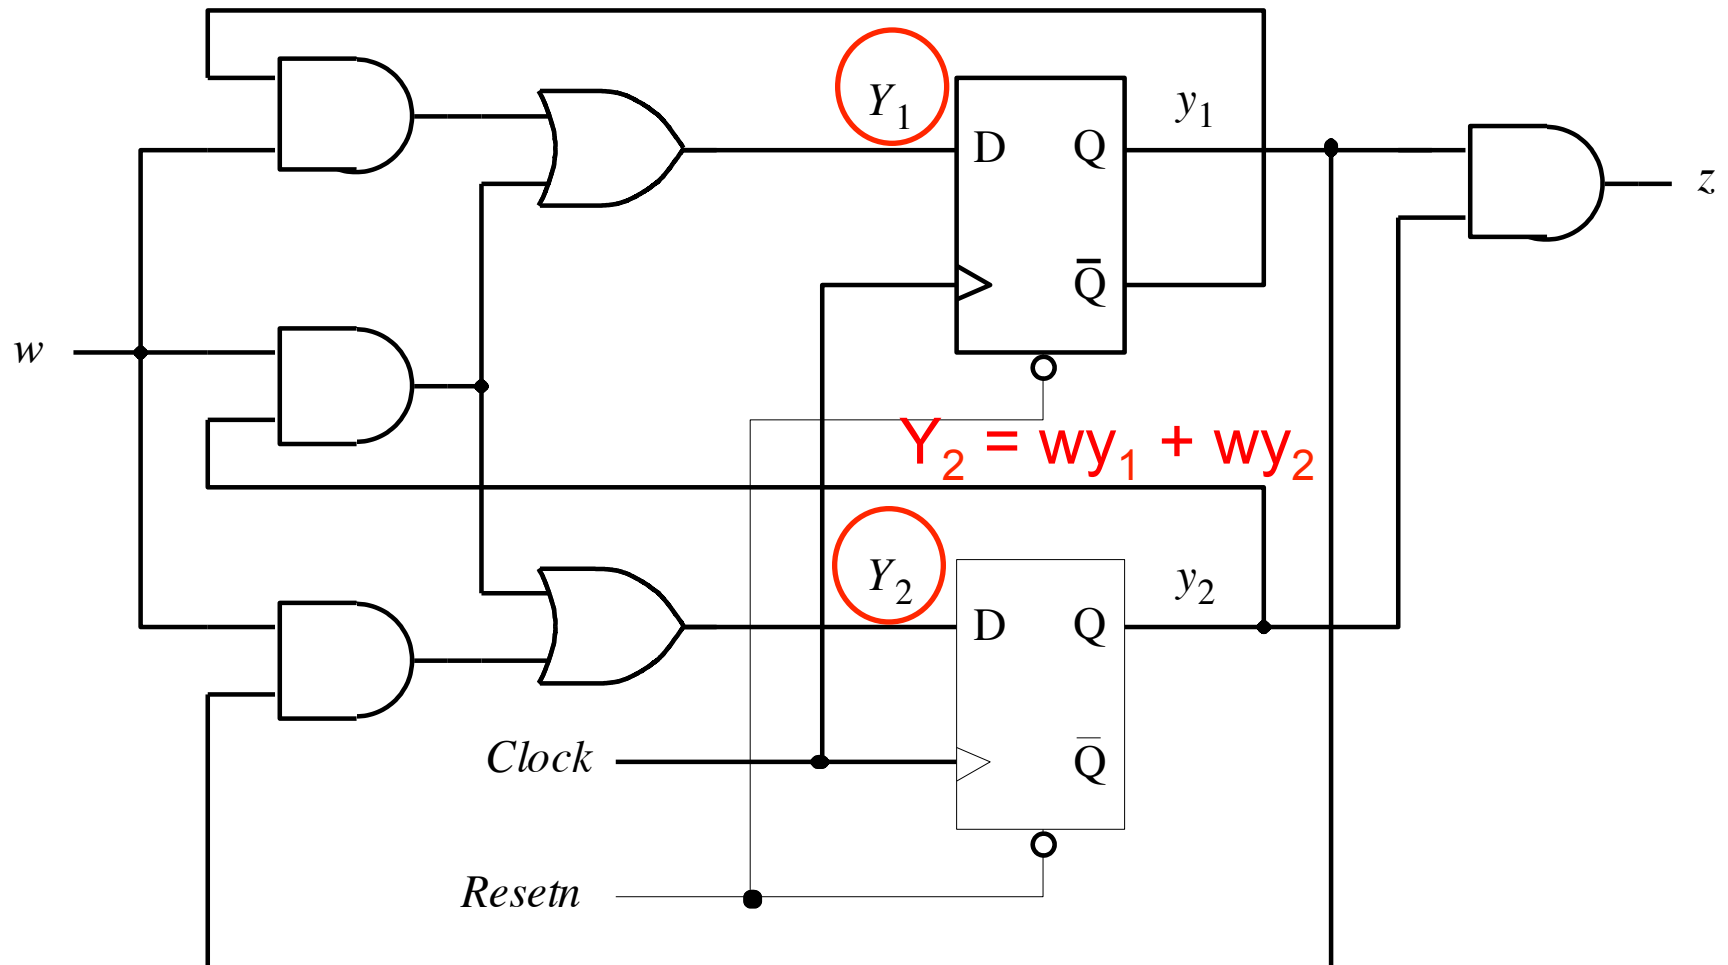 Y₁
y₁
D Q
z
Q̅
w
Y₂ = wy₁ + wy₂
Y₂
y₂
D Q
Clock
Q̅
Resetn